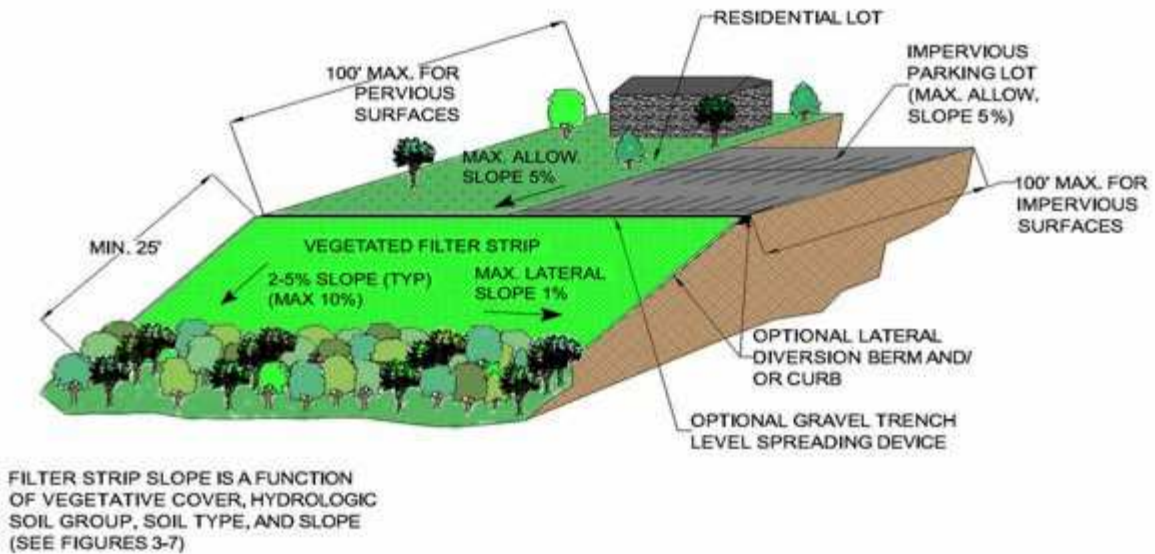 RESIDENTIAL LOT
IMPERVIOUS
PARKING LOT
(MAX. ALLOW.
SLOPE 5%)
100' MAX. FOR
PERVIOUS
SURFACES
MAX. ALLOW.
SLOPE 5%
100' MAX. FOR
IMPERVIOUS
SURFACES
MIN. 25'
VEGETATED FILTER STRIP
2-5% SLOPE (TYP)
(MAX 10%)
MAX. LATERAL
SLOPE 1%
OPTIONAL LATERAL
DIVERSION BERM AND/
OR CURB
OPTIONAL GRAVEL TRENCH
LEVEL SPREADING DEVICE
FILTER STRIP SLOPE IS A FUNCTION
OF VEGETATIVE COVER, HYDROLOGIC
SOIL GROUP, SOIL TYPE, AND SLOPE
(SEE FIGURES 3-7)